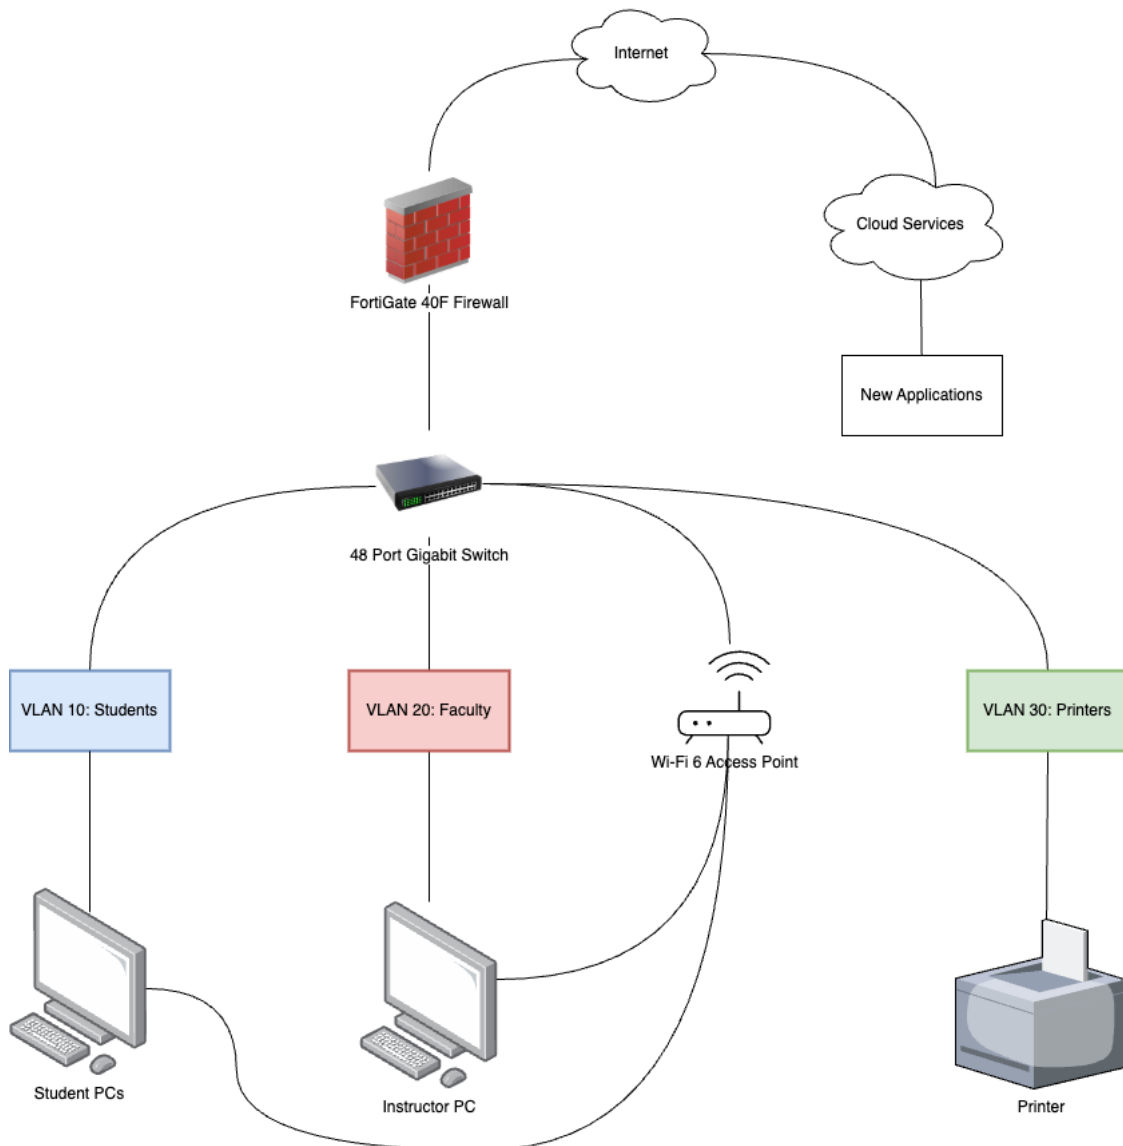 Internet
Cloud Services
FortiGate 40F Firewall
New Applications
48 Port Gigabit Switch
VLAN 10: Students
VLAN 20: Faculty
VLAN 30: Printers
Wi-Fi 6 Access Point
Student PCs
Instructor PC
Printer